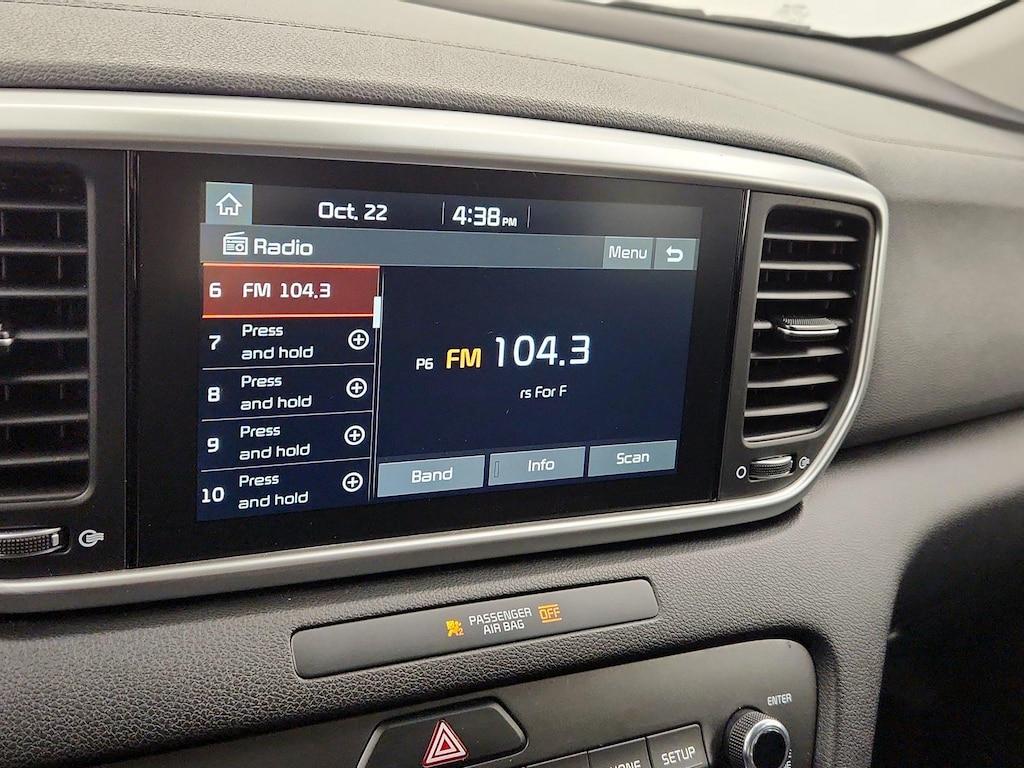 Oct. 22
4:38 PM
Radio
Menu
6 FM 104.3
7 Press
and hold
8 Press
and hold
9 Press
and hold
10 Press
and hold
P6 FM 104.3
rs For F
Band
Info
Scan
PASSENGER
AIR BAG
OFF
2
ENTER
SETUP